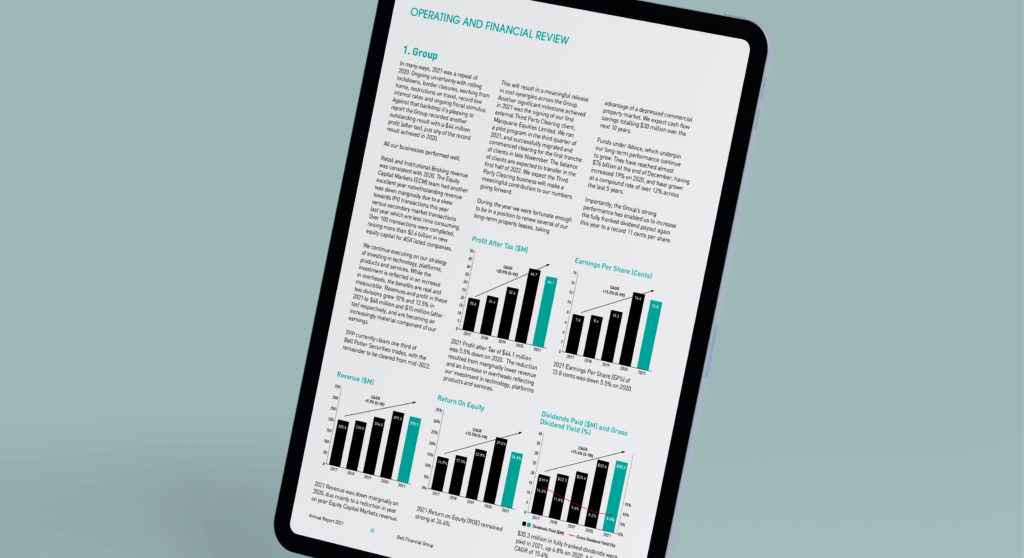 OPERATING AND FINANCIAL REVIEW
1. Group
In many ways, 2021 was a repeat of
2020. Ongoing uncertainty with rolling
lockdowns, border closures, working from
home, restrictions on travel, record low
interest rates and ongoing fiscal stimulus.
Against that backdrop it's pleasing to
report the Group recorded another
outstanding result with a $44 million
profit (after tax), just shy of the record
result achieved in 2020.
All our businesses performed well.
Retail and Institutional Broking revenue
was consistent with 2020. The Equity
Capital Markets (ECM) team had another
excellent year notwithstanding revenue
was down marginally due to a skew
towards IPO transactions this year
versus secondary market transactions
last year which are less time consuming.
Over 100 transactions were completed,
raising more than $2.6 billion in new
equity capital for ASX listed companies.
We continue executing on our strategy
of investing in technology, platforms,
products and services. While the
investment is reflected in an increase
in overheads, the benefits are real and
measurable. Revenues and profit in these
two divisions grew 10% and 12.5% in
2021 to $60 million and $15 million (after
tax) respectively, and are becoming an
increasingly material component of our
earnings.
TPP currently clears one third of
Bell Potter Securities trades, with the
remainder to be cleared from mid-2022.
This will result in a meaningful release
in cost synergies across the Group.
Another significant milestone achieved
in 2021 was the signing of our first
external Third Party Clearing client,
Macquarie Equities Limited. We ran
a pilot program in the third quarter of
2021, and successfully migrated and
commenced clearing for the first tranche
of clients in late November. The balance
of clients are expected to transfer in the
first half of 2022. We expect the Third
Party Clearing business will make a
meaningful contribution to our numbers
going forward.
During the year we were fortunate enough
to be in a position to renew several of our
long-term property leases, taking
advantage of a depressed commercial
property market. We expect cash flow
savings totalling $30 million over the
next 10 years.
Funds under Advice, which underpin
our long-term performance continue
to grow. They have reached almost
$76 billion at the end of December, having
increased 19% on 2020, and have grown
at a compound rate of over 12% across
the last 5 years.
Importantly, the Group's strong
performance has enabled us to increase
the fully franked dividend payout again
this year to a record 11 cents per share.
Profit After Tax ($M)
CAGR
2017 2018 2019 2020 2021
2021 Profit after Tax of $44.1 million
was 5.5% down on 2020. The reduction
resulted from marginally lower revenue
and an increase in overheads reflecting
our investment in technology, platforms
products and services.
Earnings Per Share (Cents)
CAGR
2017 2018 2019 2020 2021
2021 Earnings Per Share (EPS) of
13.8 cents was down 5.5% on 2020.
Revenue ($M)
CAGR
2017 2018 2019 2020 2021
2021 Revenue was down marginally on
2020, due mainly to a reduction in year
on year Equity Capital Markets revenue.
Return On Equity
CAGR
2017 2018 2019 2020 2021
2021 Return on Equity (ROE) remained
strong at 26.4%.
Dividends Paid ($M) and Gross
Dividend Yield (%)
CAGR
2017 2018 2019 2020 2021
Dividends Paid ($M) Gross Dividend Yield (%)
$35.3 million in fully franked dividends were
paid in 2021, up 4.8% on 2020.
CAGR of 15.4%.
Annual Report 2021
Bell Financial Group